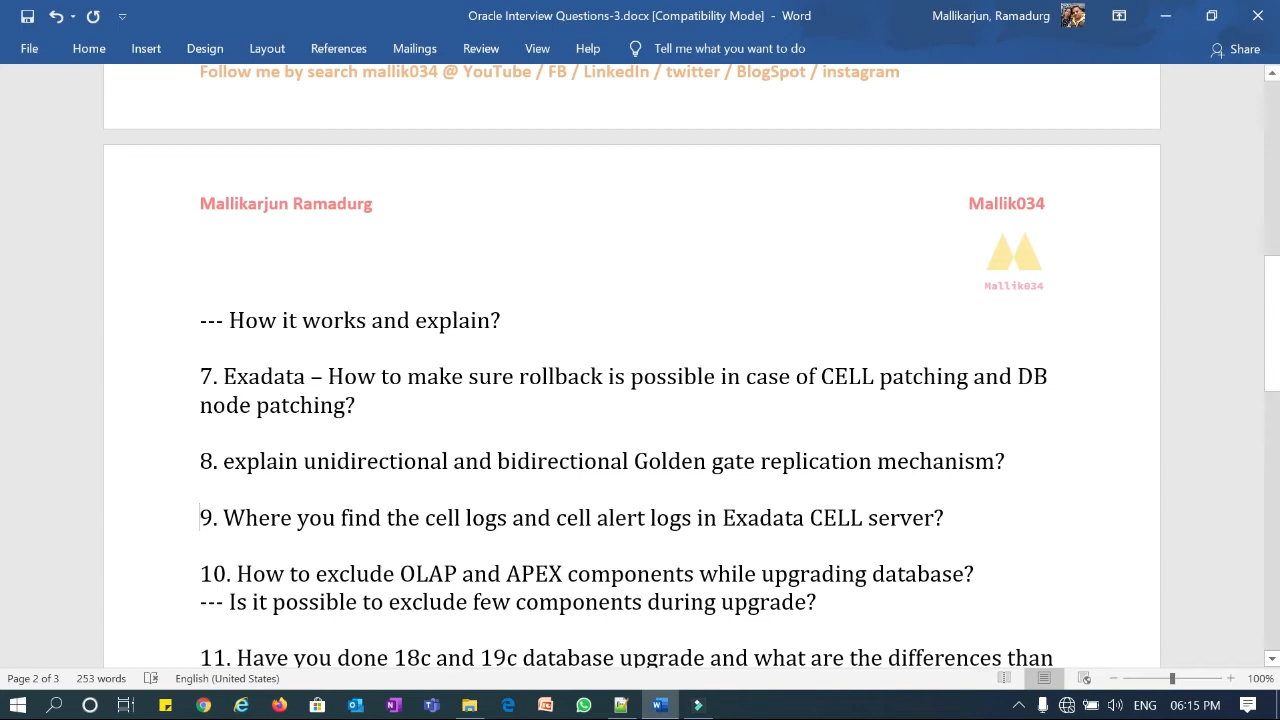 Oracle Interview Questions-3.docx [Compatibility Mode] - Word
Mallikarjun, Ramadurg
File Home Insert Design Layout References Mailings Review View Help Tell me what you want to do Share
Follow me by search mallik034 @ YouTube / FB / LinkedIn / twitter / BlogSpot / instagram
Mallikarjun Ramadurg Mallik034
Mallik034
--- How it works and explain?
7. Exadata – How to make sure rollback is possible in case of CELL patching and DB
node patching?
8. explain unidirectional and bidirectional Golden gate replication mechanism?
9. Where you find the cell logs and cell alert logs in Exadata CELL server?
10. How to exclude OLAP and APEX components while upgrading database?
--- Is it possible to exclude few components during upgrade?
11. Have you done 18c and 19c database upgrade and what are the differences than
Page 2 of 3 253 words English (United States) 100%
ENG 06:15 PM